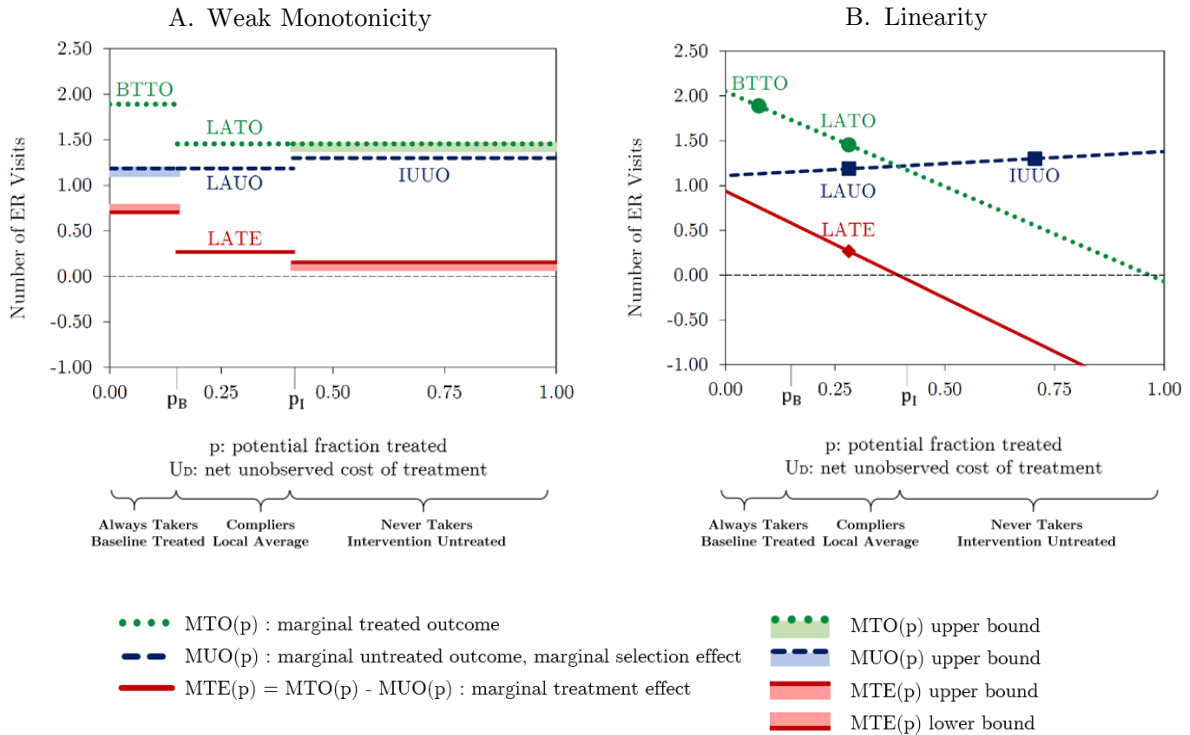 A. Weak Monotonicity
2.50
2.00
1.50
1.00
0.50
0.00
-0.50
-1.00
Number of ER Visits
BTTO
LATO
LAUO
IUUO
LATE
0.00
0.25
0.50
0.75
1.00
pB
pI
p: potential fraction treated
UD: net unobserved cost of treatment
Always Takers
Baseline Treated
Compliers
Local Average
Never Takers
Intervention Untreated
B. Linearity
2.50
2.00
1.50
1.00
0.50
0.00
-0.50
-1.00
Number of ER Visits
BTTO
LATO
LAUO
IUUO
LATE
0.00
0.25
0.50
0.75
1.00
pB
pI
p: potential fraction treated
UD: net unobserved cost of treatment
Always Takers
Baseline Treated
Compliers
Local Average
Never Takers
Intervention Untreated
MTO(p) : marginal treated outcome
MUO(p) : marginal untreated outcome, marginal selection effect
MTE(p) = MTO(p) - MUO(p) : marginal treatment effect
MTO(p) upper bound
MUO(p) upper bound
MTE(p) upper bound
MTE(p) lower bound